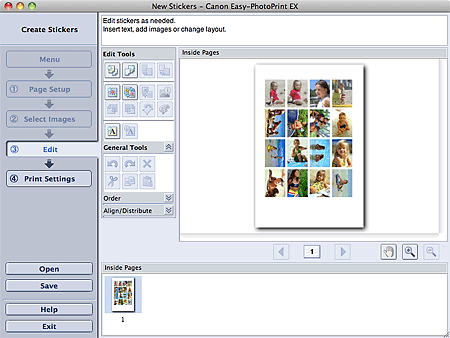 New Stickers - Canon Easy-PhotoPrint EX
Create Stickers
Edit stickers as needed.
Insert text, add images or change layout.
Menu
1 Page Setup
2 Select Images
3 Edit
4 Print Settings
Open
Save
Help
Exit
Edit Tools
A
A
General Tools
Order
Align/Distribute
Inside Pages
1
Inside Pages
1